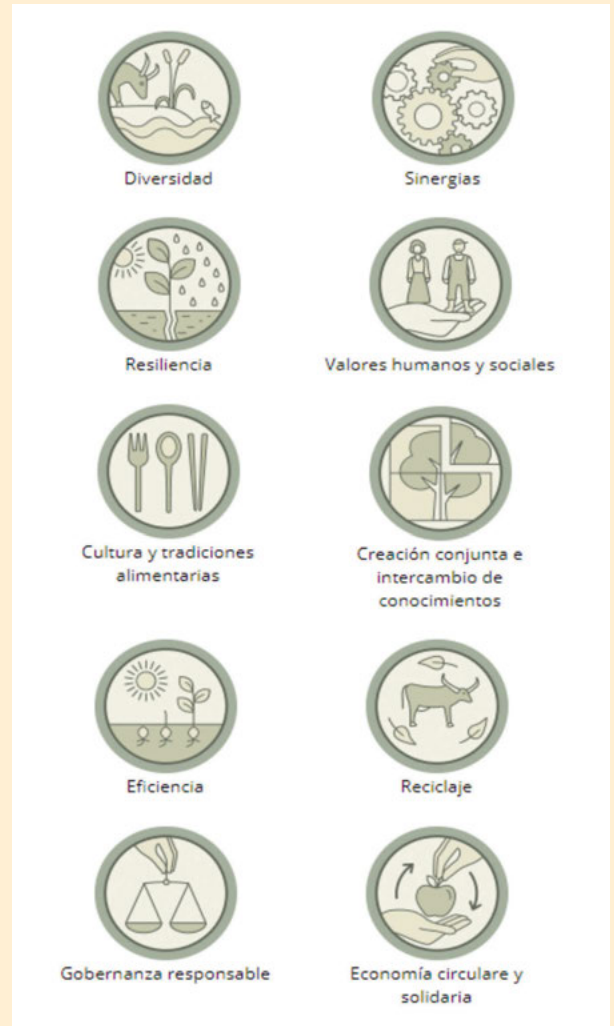 Diversidad
Sinergias
Resiliencia
Valores humanos y sociales
Cultura y tradiciones
alimentarias
Creación conjunta e
intercambio de
conocimientos
Eficiencia
Reciclaje
Gobernanza responsable
Economía circulare y
solidaria